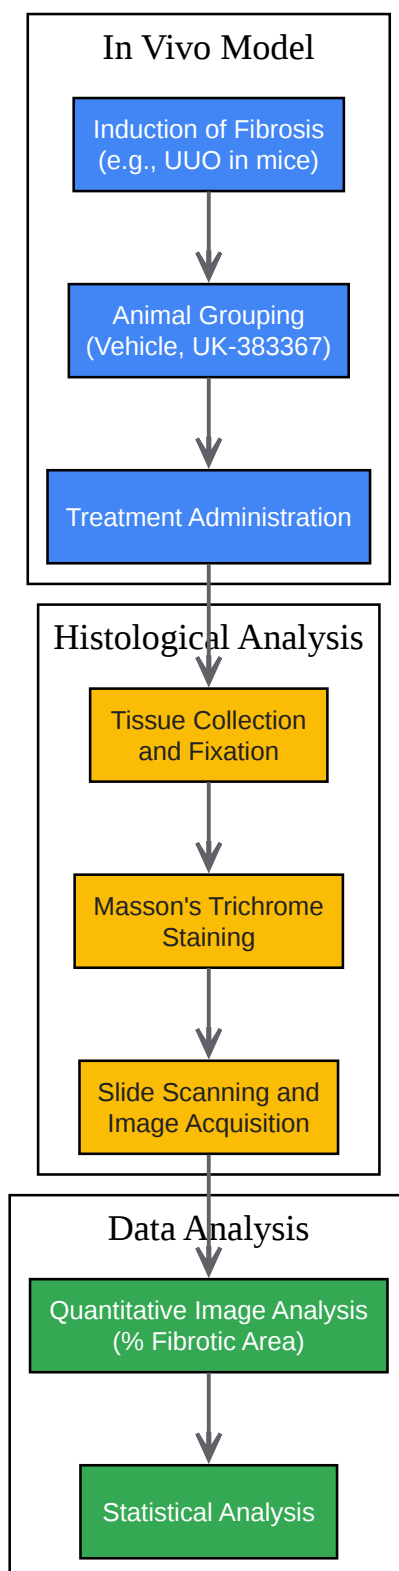 In Vivo Model
Induction of Fibrosis
(e.g., UUO in mice)
Animal Grouping
(Vehicle, UK-383367)
Treatment Administration
Histological Analysis
Tissue Collection
and Fixation
Masson's Trichrome
Staining
Slide Scanning and
Image Acquisition
Data Analysis
Quantitative Image Analysis
(% Fibrotic Area)
Statistical Analysis